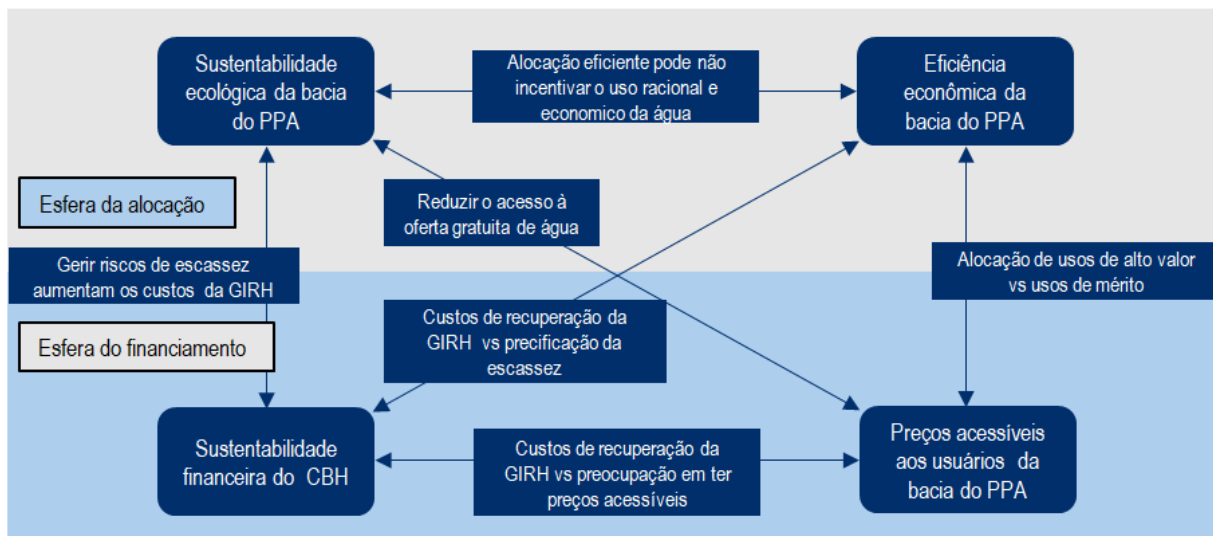 Sustentabilidade
ecológica da bacia
do PPA
Alocação eficiente pode não
incentivar o uso racional e
economico da água
Eficiência
econômica da
bacia do PPA
Esfera da alocação
Reduzir o acesso à
oferta gratuita de água
Gerir riscos de escassez
aumentam os custos da GIRH
Alocação de usos de alto valor
vs usos de mérito
Esfera do financiamento
Custos de recuperação da
GIRH vs precificação da
escassez
Sustentabilidade
financeira do CBH
Custos de recuperação da
GIRH vs preocupação em ter
preços acessíveis
Preços acessíveis
aos usuários da
bacia do PPA